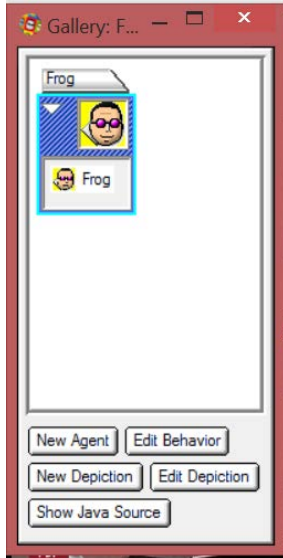 Gallery: F...
Frog
Frog
New Agent Edit Behavior
New Depiction Edit Depiction
Show Java Source